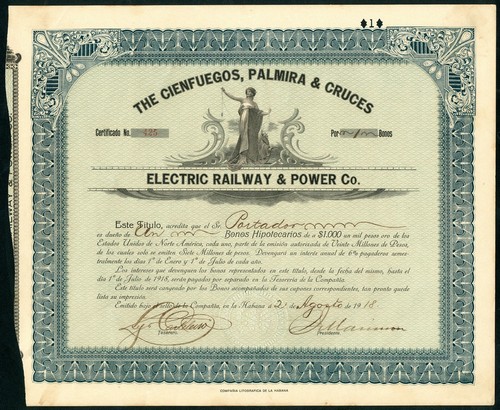 1
THE CIENFUEGOS, PALMIRA & CRUCES
Certificado No. 425
Por Bonos
ELECTRIC RAILWAY & POWER Co.
Este Título, acredita que el Sr. Portador
es dueño de Un Bonos Hipotecarios de á $1.000 un mil pesos oro de los
Estados Unidos de Norte América, cada uno, parte de la emisión autorizada de Veinte Millones de Pesos,
de los cuales solo se emiten Siete Millones de Pesos. Devengará un interés anual de 6% pagaderos semes-
tralmente los días 1º de Enero y 1º de Julio de cada año.
Los intereses que devenguen los bonos representados en este título, desde la fecha del mismo, hasta el
día 1º de Julio de 1918, serán pagados por separado en la Tesorería de la Compañía.
Este título será cangeado por los Bonos acompañados de sus cupones correspondientes, tan pronto quede
lista su impresión.
Emitido bajo el sello de la Compañía, en la Habana á 2 de Agosto de 1918
Tesorero.
Presidente.
COMPAÑIA LITOGRAFICA DE LA HABANA